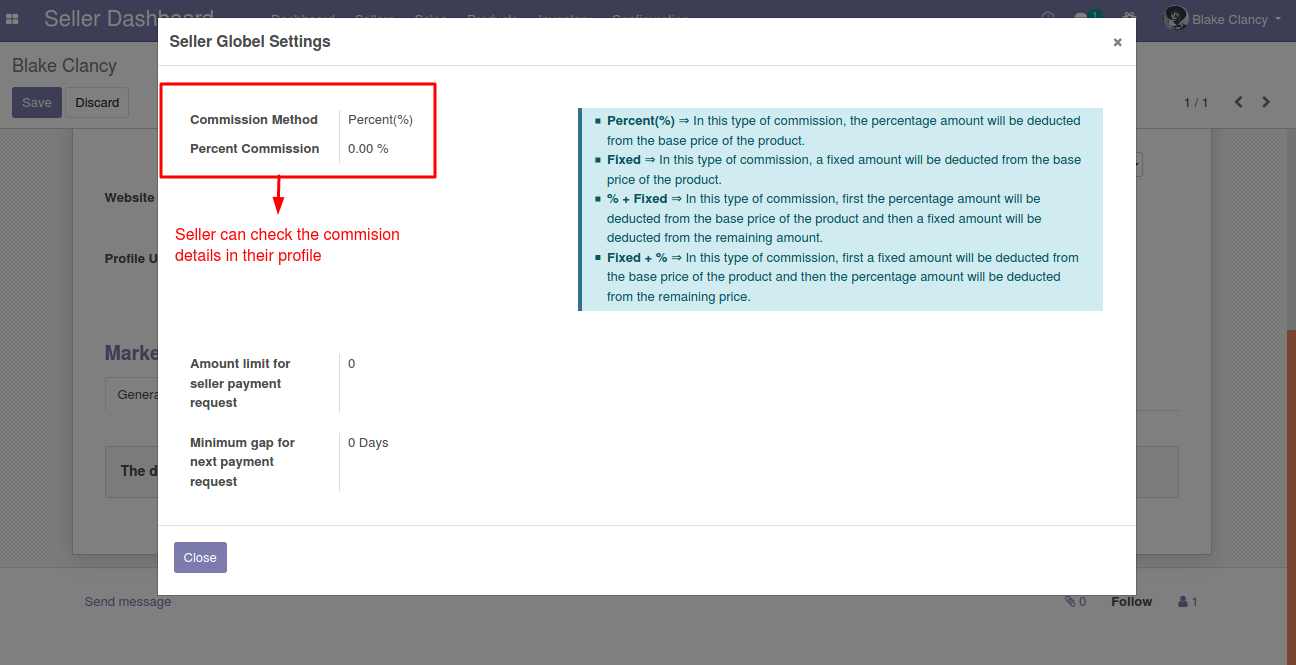 Seller Dashboard
Dashboard Sellers Sales Products Inventory Configuration
1
Blake Clancy
Seller Globel Settings
×
Blake Clancy
Save Discard
1 / 1
Commission Method Percent(%)
Percent Commission 0.00 %
Seller can check the commision
details in their profile
▪ Percent(%) ⇒ In this type of commission, the percentage amount will be deducted
from the base price of the product.
▪ Fixed ⇒ In this type of commission, a fixed amount will be deducted from the base
price of the product.
▪ % + Fixed ⇒ In this type of commission, first the percentage amount will be
deducted from the base price of the product and then a fixed amount will be
deducted from the remaining amount.
▪ Fixed + % ⇒ In this type of commission, first a fixed amount will be deducted from
the base price of the product and then the percentage amount will be deducted
from the remaining price.
Website
Profile U
Marke
Genera
The d
Amount limit for
seller payment
request
0
Minimum gap for
next payment
request
0 Days
Close
Send message
0 Follow 1